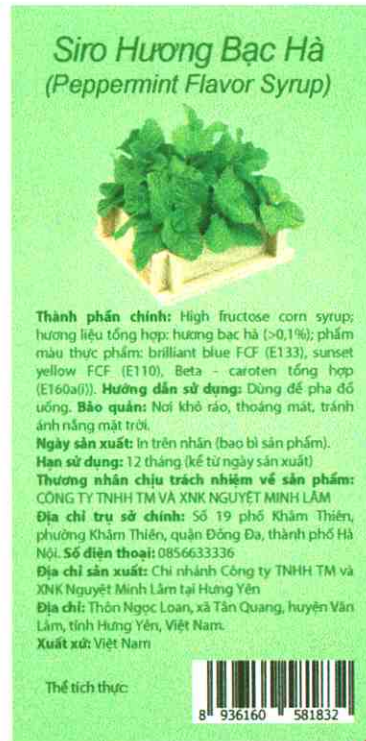 Siro Hương Bạc Hà
(Peppermint Flavor Syrup)
Thành phần chính: High fructose corn syrup;
hương liệu tổng hợp: hương bạc hà (>0,1%); phẩm
màu thực phẩm: brilliant blue FCF (E133), sunset
yellow FCF (E110), Beta - caroten tổng hợp
(E160a(i)). Hướng dẫn sử dụng: Dùng để pha đồ
uống. Bảo quản: Nơi khô ráo, thoáng mát, tránh
ánh nắng mặt trời.
Ngày sản xuất: In trên nhãn (bao bì sản phẩm).
Hạn sử dụng: 12 tháng (kể từ ngày sản xuất)
Thương nhân chịu trách nhiệm về sản phẩm:
CÔNG TY TNHH TM VÀ XNK NGUYỆT MINH LÂM
Địa chỉ trụ sở chính: Số 19 phố Khâm Thiên,
phường Khâm Thiên, quận Đống Đa, thành phố Hà
Nội. Số điện thoại: 0856633336
Địa chỉ sản xuất: Chi nhánh Công ty TNHH TM và
XNK Nguyệt Minh Lâm tại Hưng Yên
Địa chỉ: Thôn Ngọc Loan, xã Tân Quang, huyện Văn
Lâm, tỉnh Hưng Yên, Việt Nam.
Xuất xứ: Việt Nam
Thể tích thực:
8 936160 581832